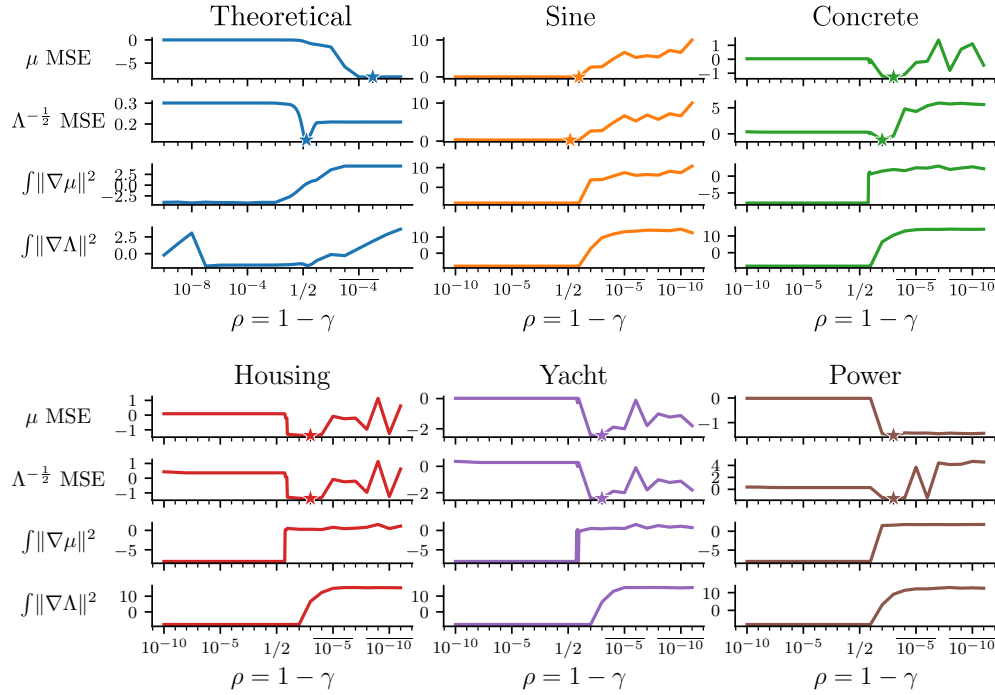 Theoretical Sine Concrete
μ MSE 0 −5 10 0 1 0 −1
Λ^{−1/2} MSE 0.3 0.2 10 0 5 0
∫‖∇μ‖² 2.5 0.0 −2.5 10 0 0 −5
∫‖∇Λ‖² 2.5 0.0 10 0 10 0
10^{−8} 10^{−4} 1/2 \overline{10^{−4}} 10^{−10} 10^{−5} 1/2 \overline{10^{−5}} \overline{10^{−10}} 10^{−10} 10^{−5} 1/2 \overline{10^{−5}} \overline{10^{−10}}
ρ = 1 − γ ρ = 1 − γ ρ = 1 − γ
Housing Yacht Power
μ MSE 1 0 −1 0 −2 0 −1
Λ^{−1/2} MSE 1 0 −1 0 −2 4 2 0
∫‖∇μ‖² 0 −5 0 −5 0 −5
∫‖∇Λ‖² 10 0 10 0 10 0
10^{−10} 10^{−5} 1/2 \overline{10^{−5}} \overline{10^{−10}} 10^{−10} 10^{−5} 1/2 \overline{10^{−5}} \overline{10^{−10}} 10^{−10} 10^{−5} 1/2 \overline{10^{−5}} \overline{10^{−10}}
ρ = 1 − γ ρ = 1 − γ ρ = 1 − γ